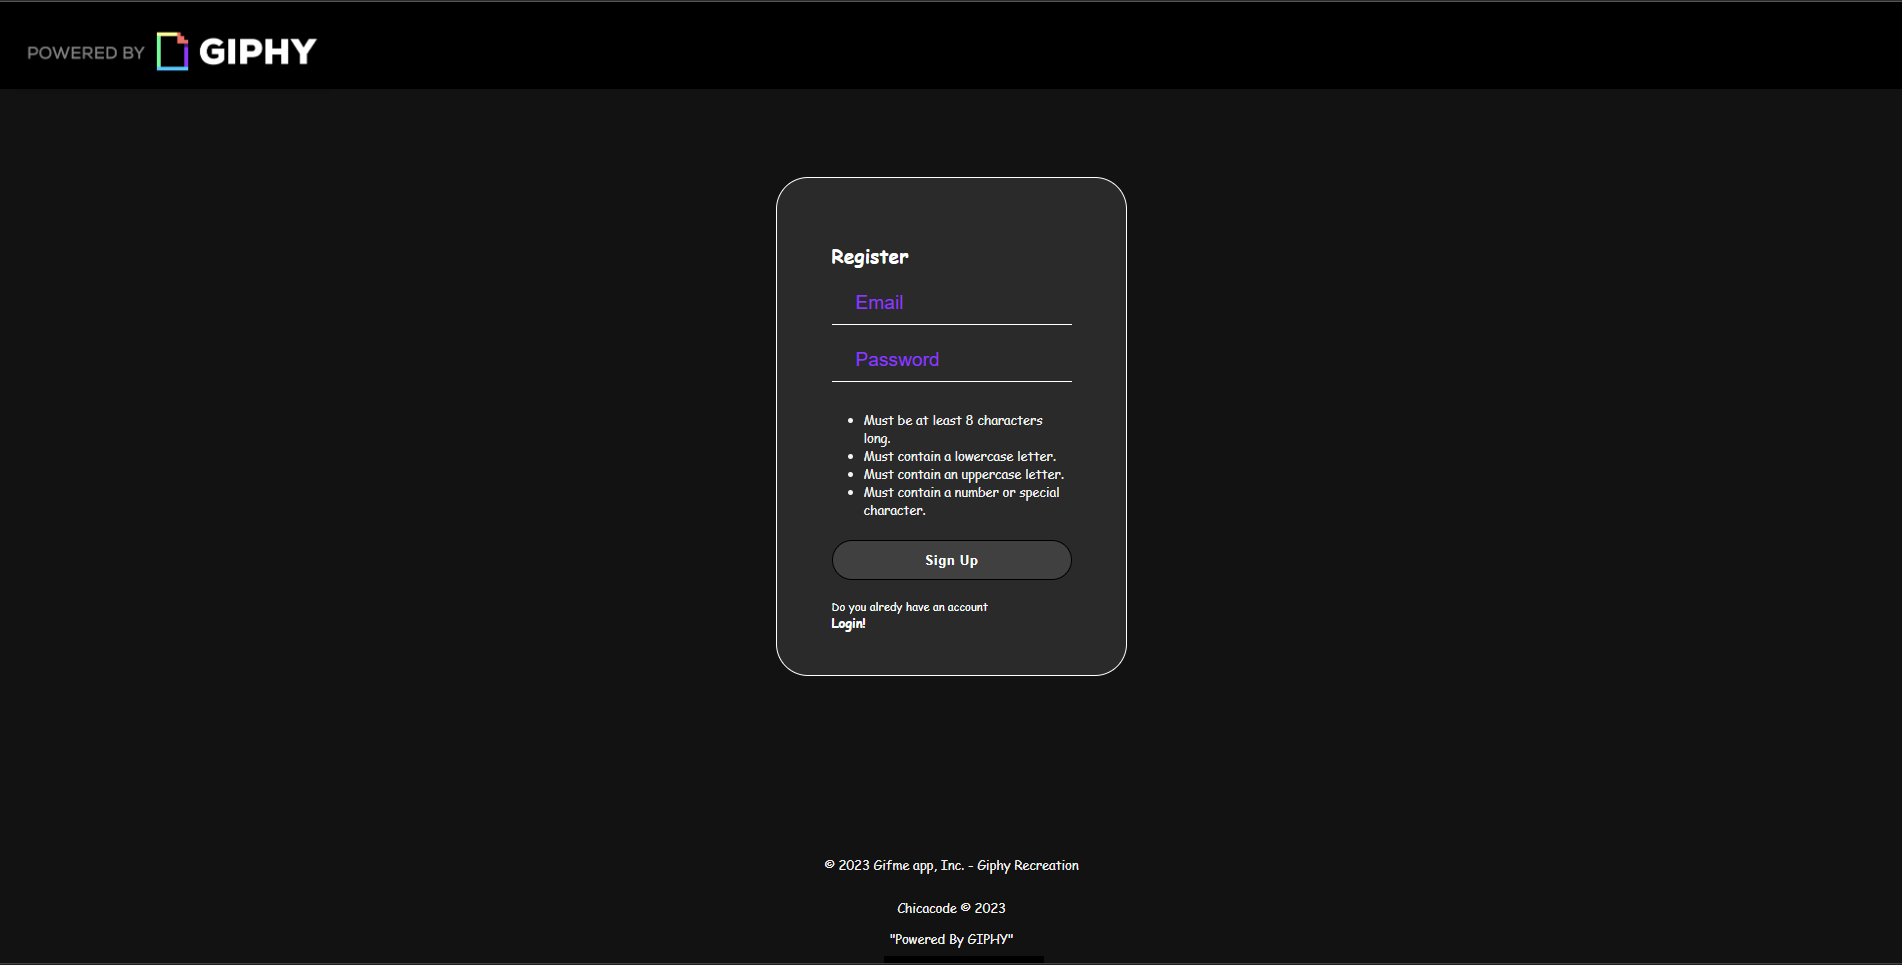 POWERED BY GIPHY
Register
Email
Password
Must be at least 8 characters
long.
Must contain a lowercase letter.
Must contain an uppercase letter.
Must contain a number or special
character.
Sign Up
Do you alredy have an account
Login!
© 2023 Gifme app, Inc. - Giphy Recreation
Chicacode © 2023
"Powered By GIPHY"